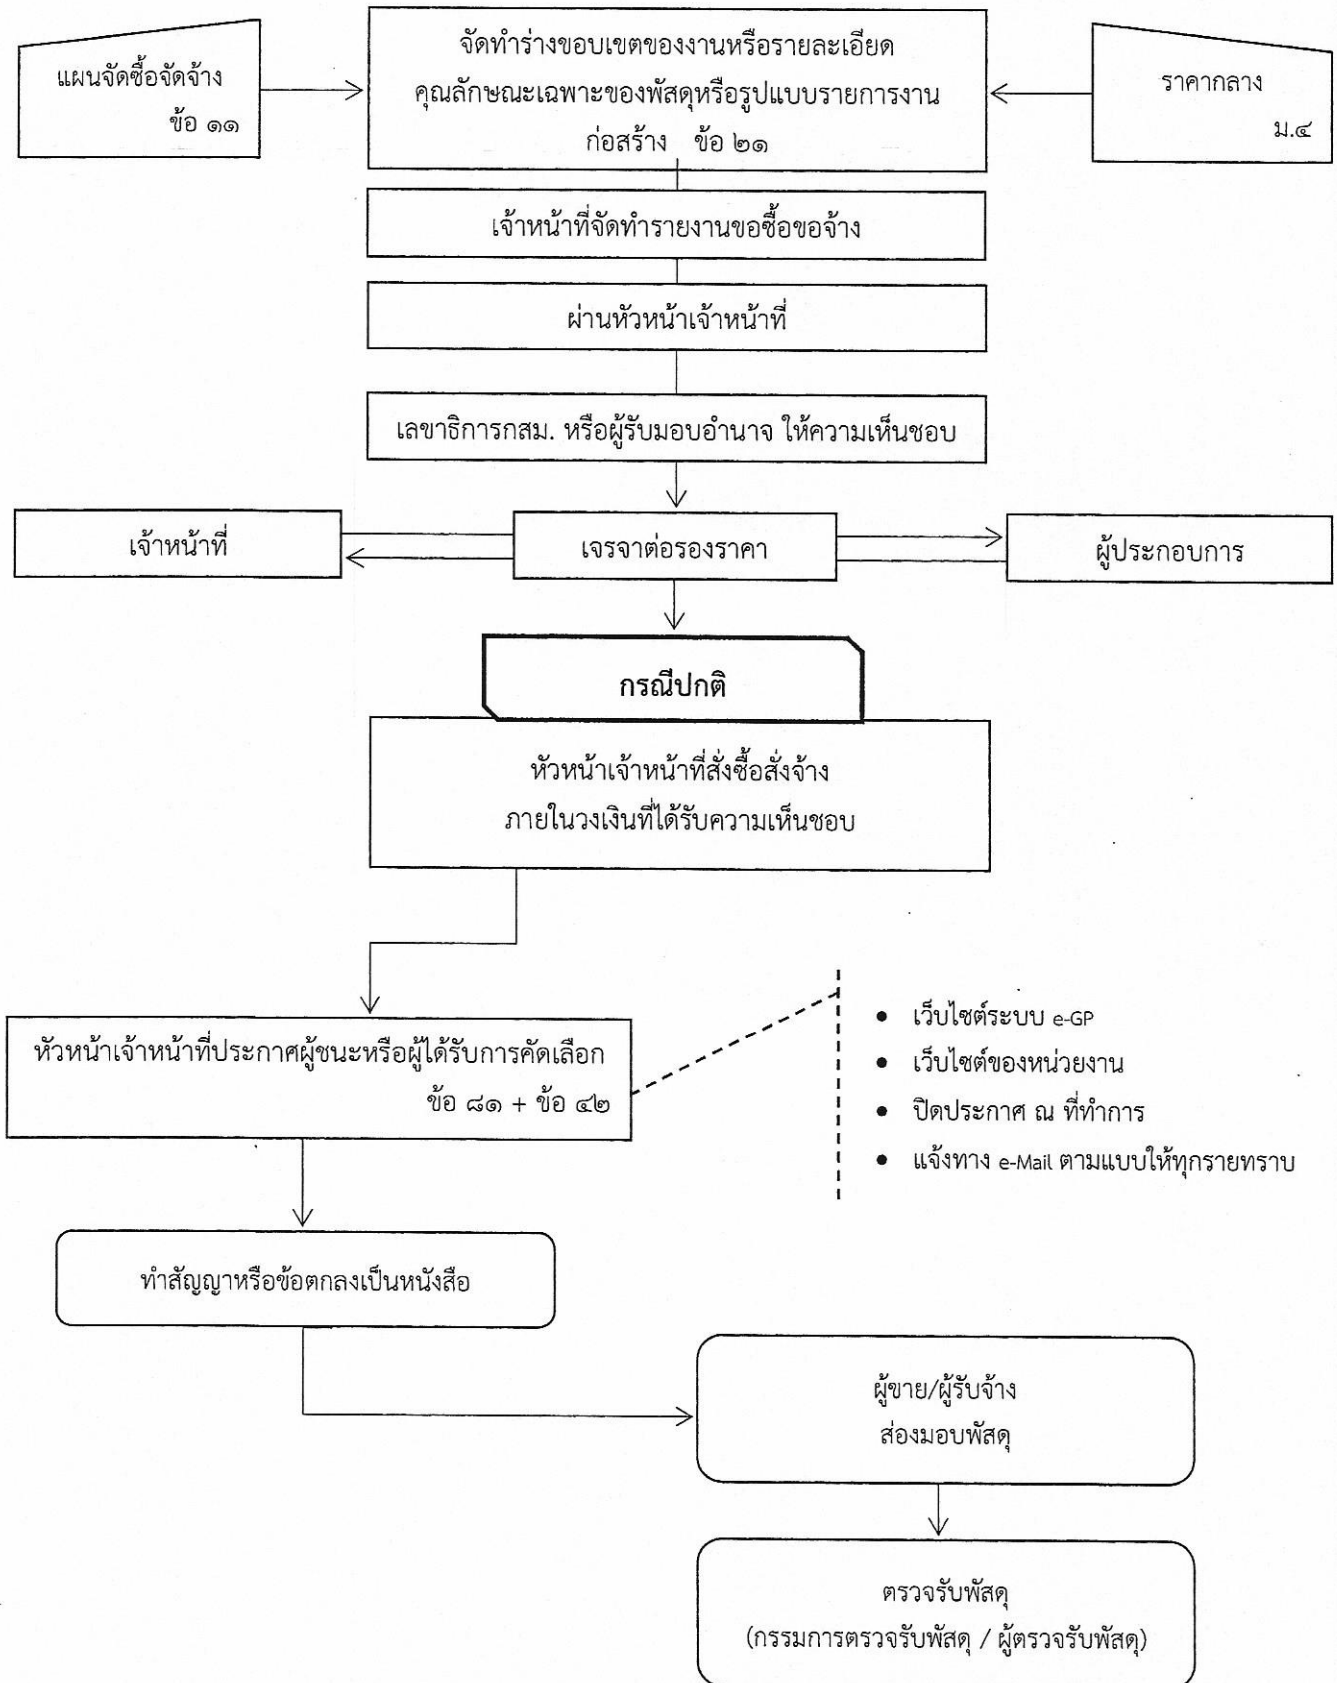 แผนจัดซื้อจัดจ้าง
ข้อ ๑๑
จัดทำร่างขอบเขตของงานหรือรายละเอียด
คุณลักษณะเฉพาะของพัสดุหรือรูปแบบรายการงาน
ก่อสร้าง ข้อ ๒๑
ราคากลาง
ม.๔
เจ้าหน้าที่จัดทำรายงานขอซื้อขอจ้าง
ผ่านหัวหน้าเจ้าหน้าที่
เลขาธิการกสม. หรือผู้รับมอบอำนาจ ให้ความเห็นชอบ
เจ้าหน้าที่
เจรจาต่อรองราคา
ผู้ประกอบการ
กรณีปกติ
หัวหน้าเจ้าหน้าที่สั่งซื้อสั่งจ้าง
ภายในวงเงินที่ได้รับความเห็นชอบ
หัวหน้าเจ้าหน้าที่ประกาศผู้ชนะหรือผู้ได้รับการคัดเลือก
ข้อ ๘๑ + ข้อ ๔๒
• เว็บไซต์ระบบ e-GP
• เว็บไซต์ของหน่วยงาน
• ปิดประกาศ ณ ที่ทำการ
• แจ้งทาง e-Mail ตามแบบให้ทุกรายทราบ
ทำสัญญาหรือข้อตกลงเป็นหนังสือ
ผู้ขาย/ผู้รับจ้าง
ส่องมอบพัสดุ
ตรวจรับพัสดุ
(กรรมการตรวจรับพัสดุ / ผู้ตรวจรับพัสดุ)